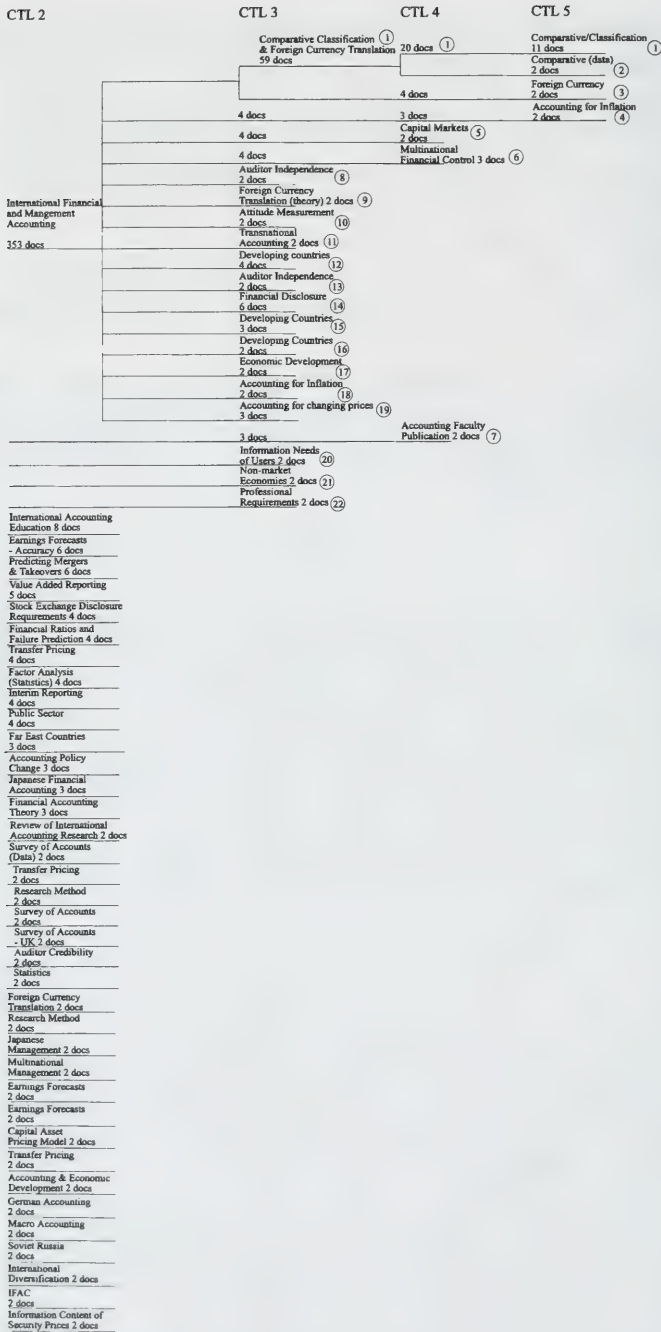 CTL 2
CTL 3
CTL 4
CTL 5
Comparative Classification 1
& Foreign Currency Translation
59 docs
20 docs 1
Comparative/Classification
11 docs 1
Comparative (data)
2 docs 2
4 docs
Foreign Currency
2 docs 3
4 docs
3 docs
Accounting for Inflation
2 docs 4
4 docs
Capital Markets 5
2 docs
4 docs
Multinational
Financial Control 3 docs 6
Auditor Independence
2 docs 8
Foreign Currency
Translation (theory) 2 docs 9
International Financial
and Mangement
Accounting
353 docs
Attitude Measurement
2 docs 10
Transnational
Accounting 2 docs 11
Developing countries
4 docs 12
Auditor Independence
2 docs 13
Financial Disclosure
6 docs 14
Developing Countries
3 docs 15
Developing Countries
2 docs 16
Economic Development
2 docs 17
Accounting for Inflation
2 docs 18
Accounting for changing prices 19
3 docs
3 docs
Accounting Faculty
Publication 2 docs 7
Information Needs
of Users 2 docs 20
Non-market
Economies 2 docs 21
Professional
Requirements 2 docs 22
International Accounting
Education 8 docs
Earnings Forecasts
- Accuracy 6 docs
Predicting Mergers
& Takeovers 6 docs
Value Added Reporting
5 docs
Stock Exchange Disclosure
Requirements 4 docs
Financial Ratios and
Failure Prediction 4 docs
Transfer Pricing
4 docs
Factor Analysis
(Statistics) 4 docs
Interim Reporting
4 docs
Public Sector
4 docs
Far East Countries
3 docs
Accounting Policy
Change 3 docs
Japanese Financial
Accounting 3 docs
Financial Accounting
Theory 3 docs
Review of International
Accounting Research 2 docs
Survey of Accounts
(Data) 2 docs
Transfer Pricing
2 docs
Research Method
2 docs
Survey of Accounts
2 docs
Survey of Accounts
- UK 2 docs
Auditor Credibility
2 docs
Statistics
2 docs
Foreign Currency
Translation 2 docs
Research Method
2 docs
Japanese
Management 2 docs
Multinational
Management 2 docs
Earnings Forecasts
2 docs
Earnings Forecasts
2 docs
Capital Asset
Pricing Model 2 docs
Transfer Pricing
2 docs
Accounting & Economic
Development 2 docs
German Accounting
2 docs
Macro Accounting
2 docs
Soviet Russia
2 docs
International
Diversification 2 docs
IFAC
2 docs
Information Content of
Security Prices 2 docs